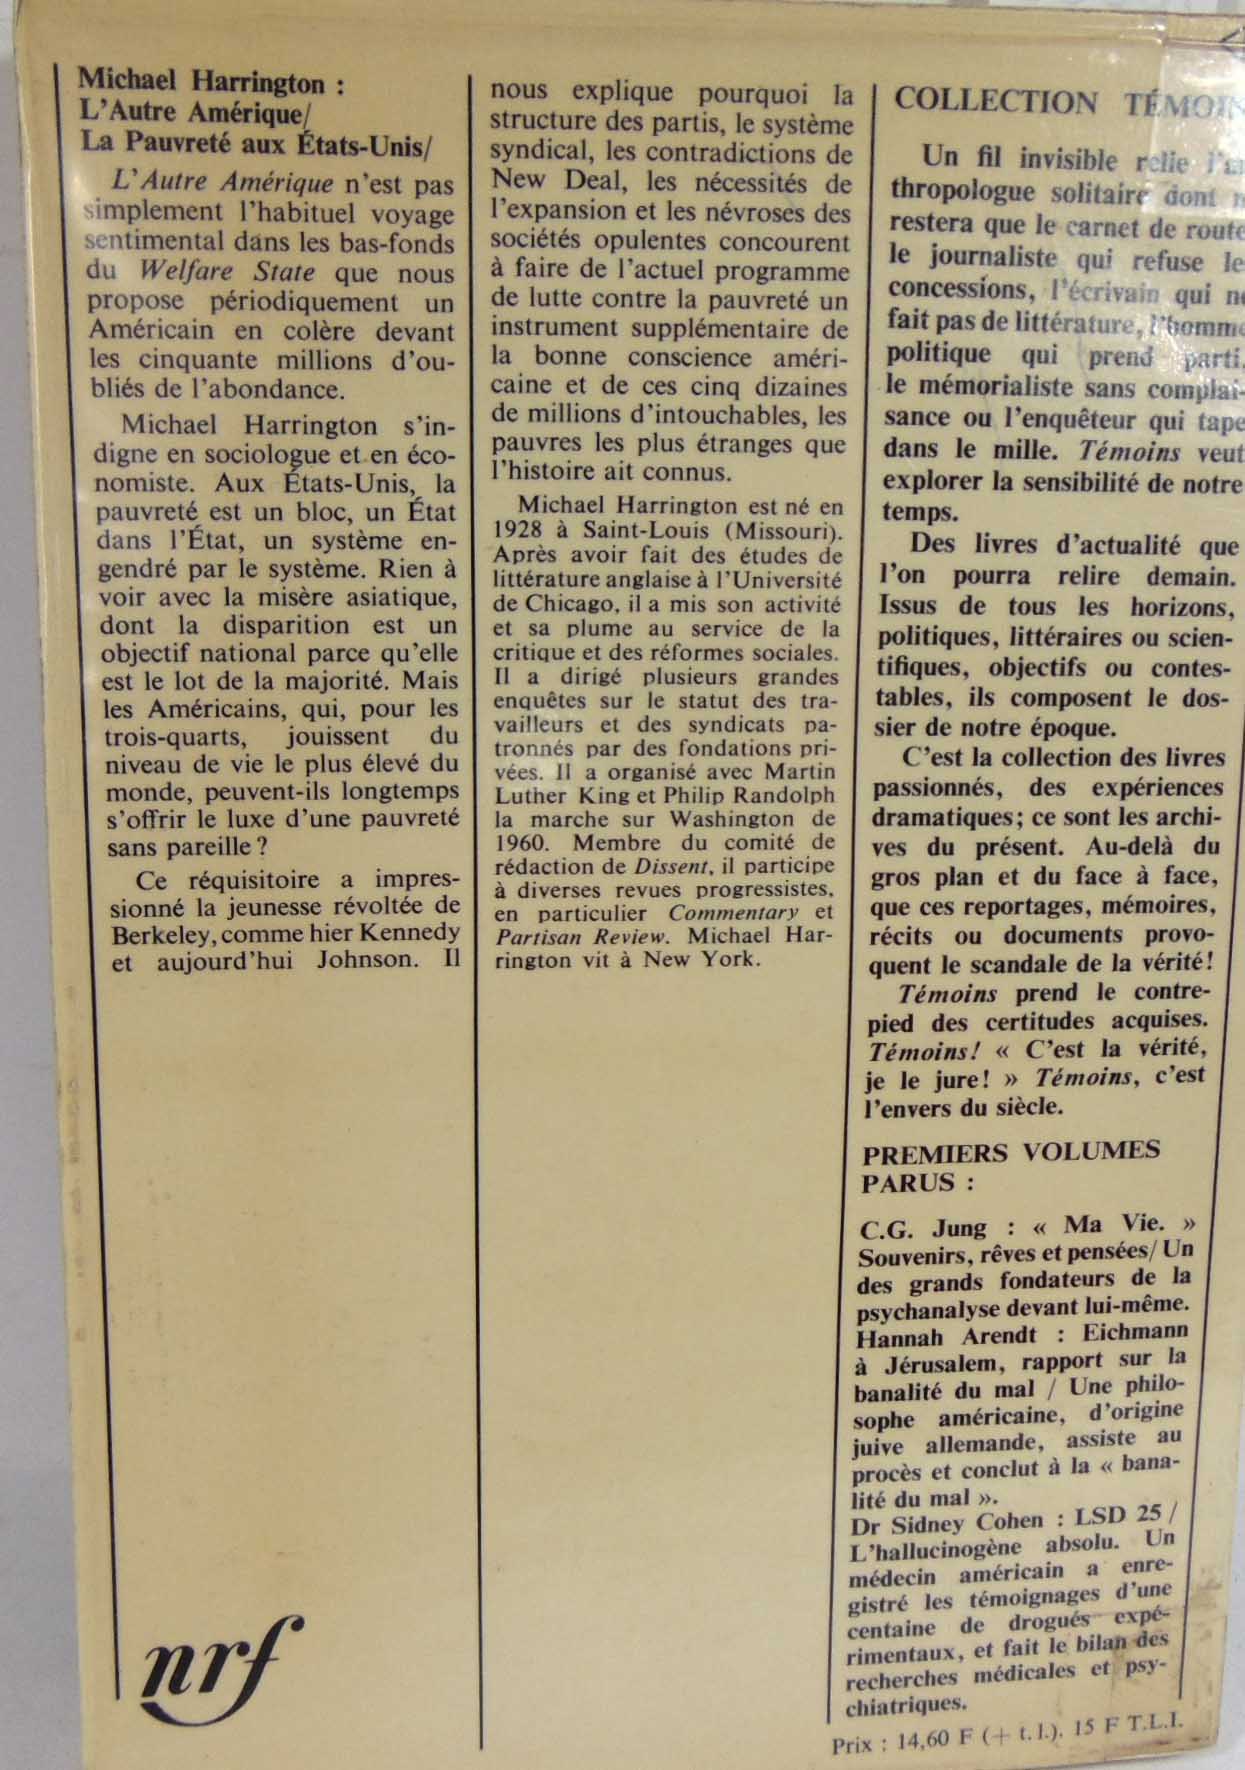 Michael Harrington :
L'Autre Amérique/
La Pauvreté aux États-Unis/
L'Autre Amérique n'est pas
simplement l'habituel voyage
sentimental dans les bas-fonds
du Welfare State que nous
propose périodiquement un
Américain en colère devant
les cinquante millions d'ou-
bliés de l'abondance.
Michael Harrington s'in-
digne en sociologue et en éco-
nomiste. Aux États-Unis, la
pauvreté est un bloc, un État
dans l'État, un système en-
gendré par le système. Rien à
voir avec la misère asiatique,
dont la disparition est un
objectif national parce qu'elle
est le lot de la majorité. Mais
les Américains, qui, pour les
trois-quarts, jouissent du
niveau de vie le plus élevé du
monde, peuvent-ils longtemps
s'offrir le luxe d'une pauvreté
sans pareille ?
Ce réquisitoire a impres-
sionné la jeunesse révoltée de
Berkeley, comme hier Kennedy
et aujourd'hui Johnson. Il
nous explique pourquoi la
structure des partis, le système
syndical, les contradictions de
New Deal, les nécessités de
l'expansion et les névroses des
sociétés opulentes concourent
à faire de l'actuel programme
de lutte contre la pauvreté un
instrument supplémentaire de
la bonne conscience améri-
caine et de ces cinq dizaines
de millions d'intouchables, les
pauvres les plus étranges que
l'histoire ait connus.
Michael Harrington est né en
1928 à Saint-Louis (Missouri).
Après avoir fait des études de
littérature anglaise à l'Université
de Chicago, il a mis son activité
et sa plume au service de la
critique et des réformes sociales.
Il a dirigé plusieurs grandes
enquêtes sur le statut des tra-
vailleurs et des syndicats pa-
tronnés par des fondations pri-
vées. Il a organisé avec Martin
Luther King et Philip Randolph
la marche sur Washington de
1960. Membre du comité de
rédaction de Dissent, il participe
à diverses revues progressistes,
en particulier Commentary et
Partisan Review. Michael Har-
rington vit à New York.
COLLECTION TÉMOIN
Un fil invisible relie l'an
thropologue solitaire dont n
restera que le carnet de route
le journaliste qui refuse le
concessions, l'écrivain qui ne
fait pas de littérature, l'homme
politique qui prend parti,
le mémorialiste sans complai-
sance ou l'enquêteur qui tape
dans le mille. Témoins veut
explorer la sensibilité de notre
temps.
Des livres d'actualité que
l'on pourra relire demain.
Issus de tous les horizons,
politiques, littéraires ou scien-
tifiques, objectifs ou contes-
tables, ils composent le dos-
sier de notre époque.
C'est la collection des livres
passionnés, des expériences
dramatiques; ce sont les archi-
ves du présent. Au-delà du
gros plan et du face à face,
que ces reportages, mémoires,
récits ou documents provo-
quent le scandale de la vérité!
Témoins prend le contre-
pied des certitudes acquises.
Témoins! « C'est la vérité,
je le jure! » Témoins, c'est
l'envers du siècle.
PREMIERS VOLUMES
PARUS :
C.G. Jung : « Ma Vie. »
Souvenirs, rêves et pensées/ Un
des grands fondateurs de la
psychanalyse devant lui-même.
Hannah Arendt : Eichmann
à Jérusalem, rapport sur la
banalité du mal / Une philo-
sophe américaine, d'origine
juive allemande, assiste au
procès et conclut à la « bana-
lité du mal ».
Dr Sidney Cohen : LSD 25 /
L'hallucinogène absolu. Un
médecin américain a enre-
gistré les témoignages d'une
centaine de drogués expé-
rimentaux, et fait le bilan des
recherches médicales et psy-
chiatriques.
nrf
Prix : 14,60 F (+ t.l.). 15 F T.L.I.